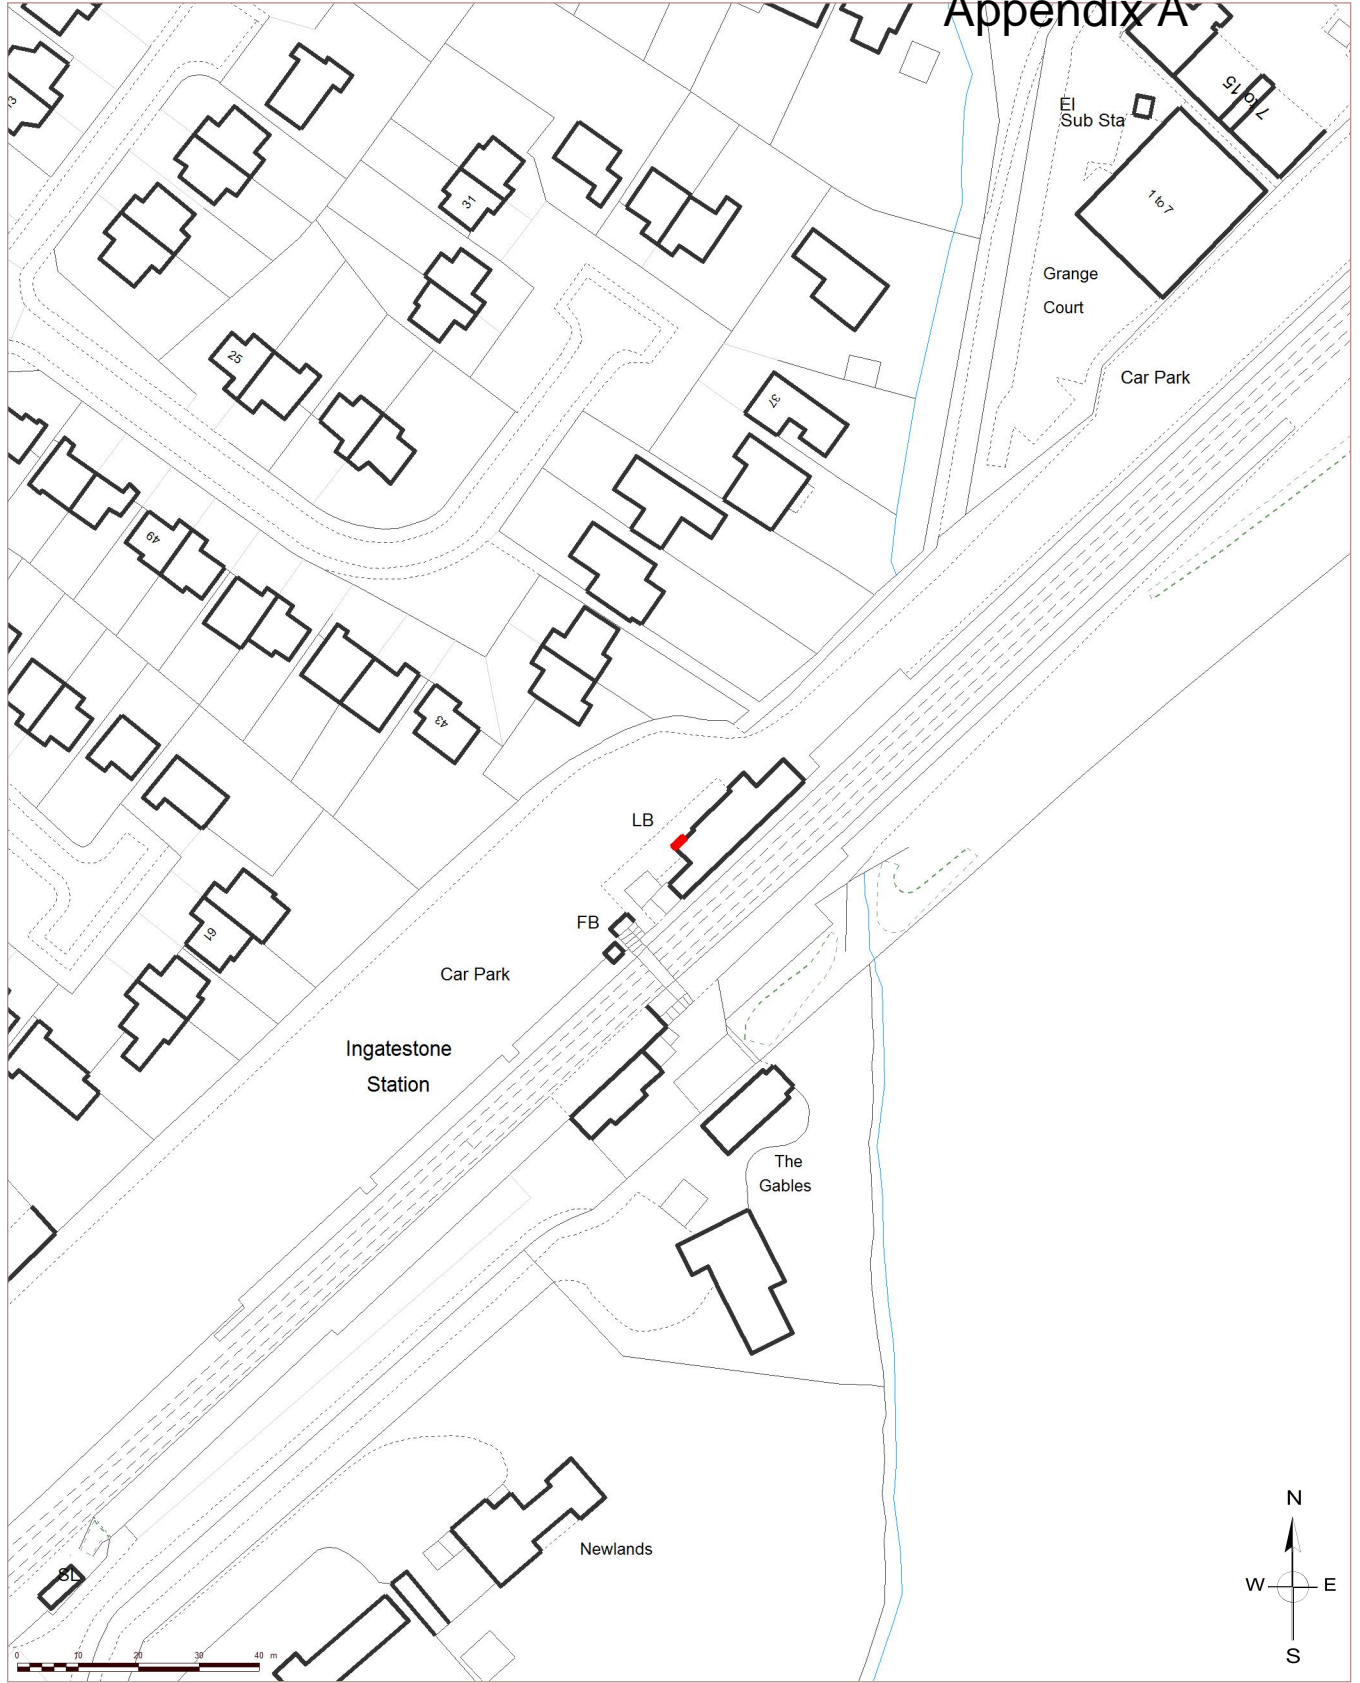 Appendix A
7 to 15
El
Sub Sta
1 to 7
31
Grange
Court
25
Car Park
37
49
43
LB
FB
61
Car Park
Ingatestone
Station
The
Gables
N
Newlands
SL
W E
0 10 20 30 40 m
S